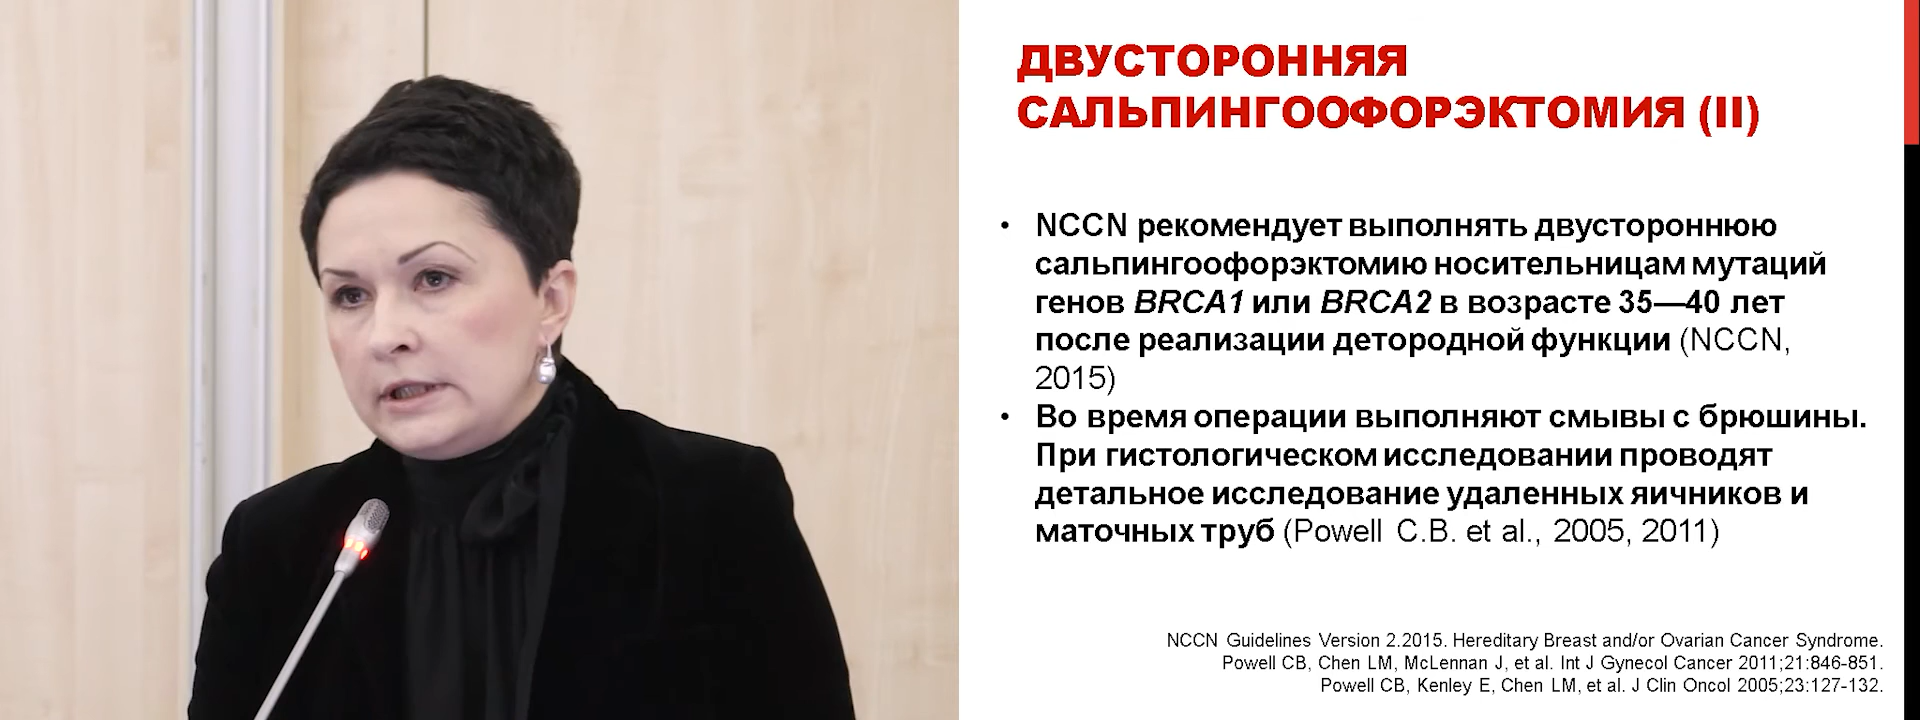 ДВУСТОРОННЯЯ
САЛЬПИНГООФОРЭКТОМИЯ (II)
• NCCN рекомендует выполнять двустороннюю
сальпингоофорэктомию носительницам мутаций
генов BRCA1 или BRCA2 в возрасте 35—40 лет
после реализации детородной функции (NCCN,
2015)
• Во время операции выполняют смывы с брюшины.
При гистологическом исследовании проводят
детальное исследование удаленных яичников и
маточных труб (Powell C.B. et al., 2005, 2011)
NCCN Guidelines Version 2.2015. Hereditary Breast and/or Ovarian Cancer Syndrome.
Powell CB, Chen LM, McLennan J, et al. Int J Gynecol Cancer 2011;21:846-851.
Powell CB, Kenley E, Chen LM, et al. J Clin Oncol 2005;23:127-132.